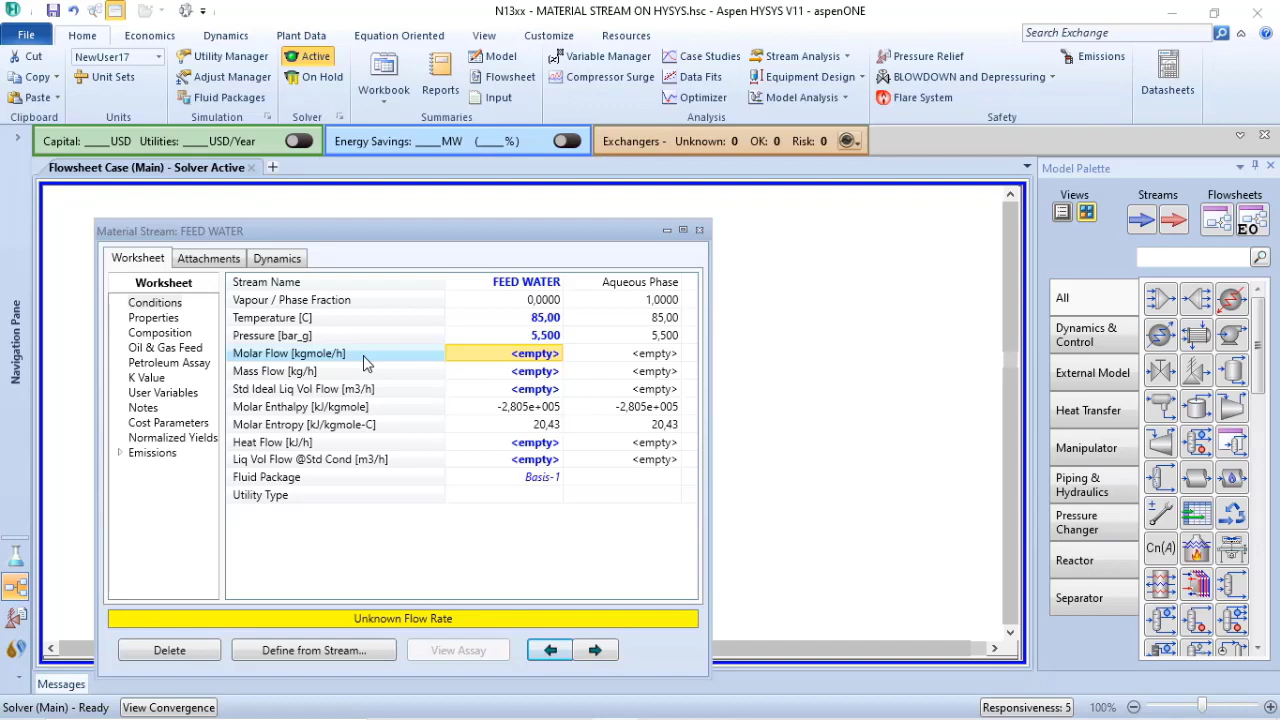 N13xx - MATERIAL STREAM ON HYSYS.hsc - Aspen HYSYS V11 - aspenONE
File Home Economics Dynamics Plant Data Equation Oriented View Customize Resources Search Exchange
Cut NewUser17 Utility Manager Active Model Variable Manager Case Studies Stream Analysis Pressure Relief Emissions
Copy Unit Sets Adjust Manager On Hold Workbook Reports Flowsheet Compressor Surge Data Fits Equipment Design BLOWDOWN and Depressuring Datasheets
Paste Fluid Packages Input Optimizer Model Analysis Flare System
Clipboard Units Simulation Solver Summaries Analysis Safety
Capital: ____USD Utilities: ____USD/Year Energy Savings: ____MW (____%) Exchangers - Unknown: 0 OK: 0 Risk: 0
Flowsheet Case (Main) - Solver Active
Navigation Pane
Material Stream: FEED WATER
Worksheet Attachments Dynamics
Worksheet
Conditions
Properties
Composition
Oil & Gas Feed
Petroleum Assay
K Value
User Variables
Notes
Cost Parameters
Normalized Yields
Emissions
Stream Name FEED WATER Aqueous Phase
Vapour / Phase Fraction 0,0000 1,0000
Temperature [C] 85,00 85,00
Pressure [bar_g] 5,500 5,500
Molar Flow [kgmole/h] <empty> <empty>
Mass Flow [kg/h] <empty> <empty>
Std Ideal Liq Vol Flow [m3/h] <empty> <empty>
Molar Enthalpy [kJ/kgmole] -2,805e+005 -2,805e+005
Molar Entropy [kJ/kgmole-C] 20,43 20,43
Heat Flow [kJ/h] <empty> <empty>
Liq Vol Flow @Std Cond [m3/h] <empty> <empty>
Fluid Package Basis-1
Utility Type
Unknown Flow Rate
Delete Define from Stream... View Assay
Model Palette
Views Streams Flowsheets
EO
All
Dynamics &
Control
External Model
Heat Transfer
Manipulator
Piping &
Hydraulics
Pressure
Changer
Reactor
Separator
Cn(A)
Messages
Solver (Main) - Ready View Convergence Responsiveness: 5 100%